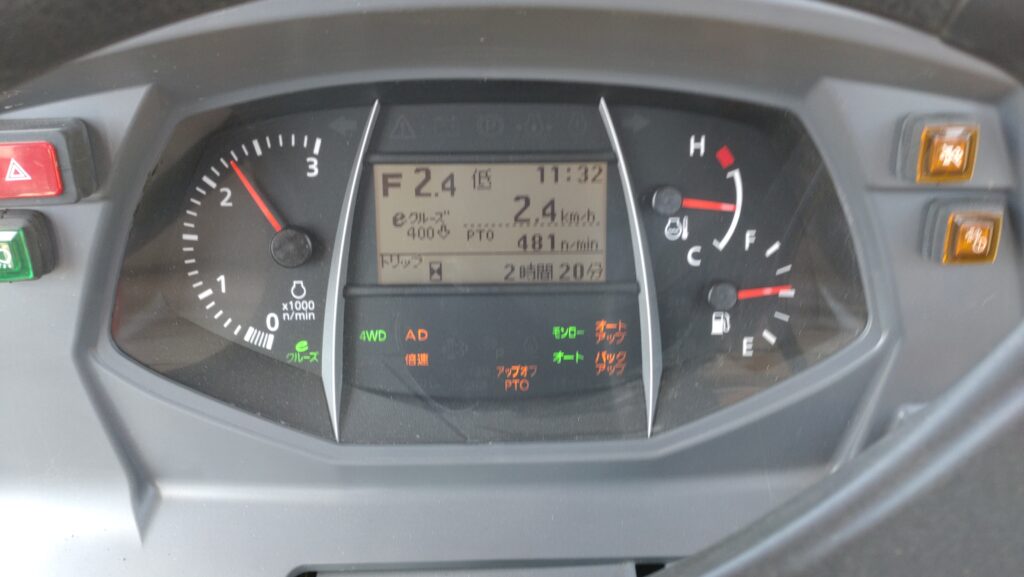 3
2
1
0
x1000
n/min
クルーズ
F 2.4 低 11:32
2.4 km/h
eクルーズ
400
PTO 481 n/min
トリップ 2時間20分
4WD AD
倍速
アップオフ
PTO
モンロー オート
アップ
オート バック
アップ
H
C
F
E